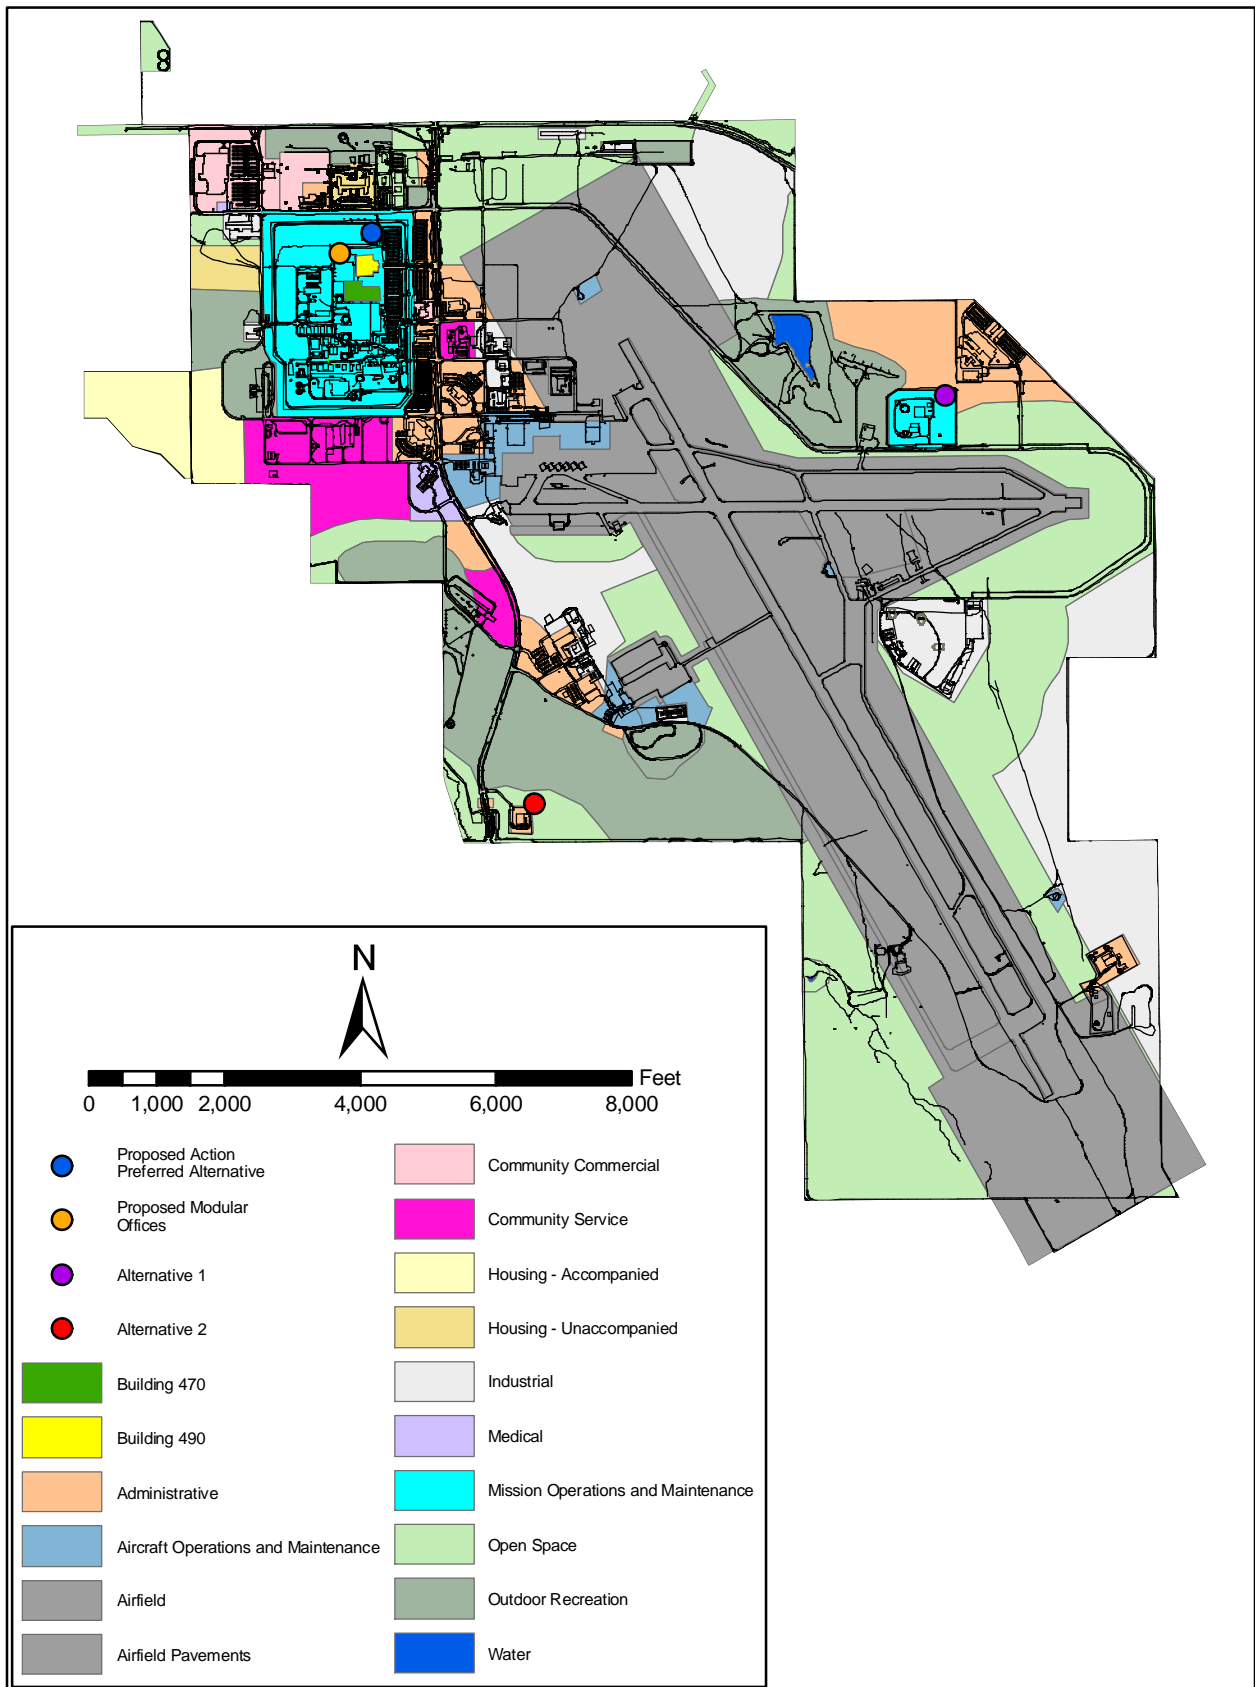 8
N
Feet
0 1,000 2,000 4,000 6,000 8,000
Proposed Action
Preferred Alternative
Proposed Modular
Offices
Alternative 1
Alternative 2
Building 470
Building 490
Administrative
Aircraft Operations and Maintenance
Airfield
Airfield Pavements
Community Commercial
Community Service
Housing - Accompanied
Housing - Unaccompanied
Industrial
Medical
Mission Operations and Maintenance
Open Space
Outdoor Recreation
Water